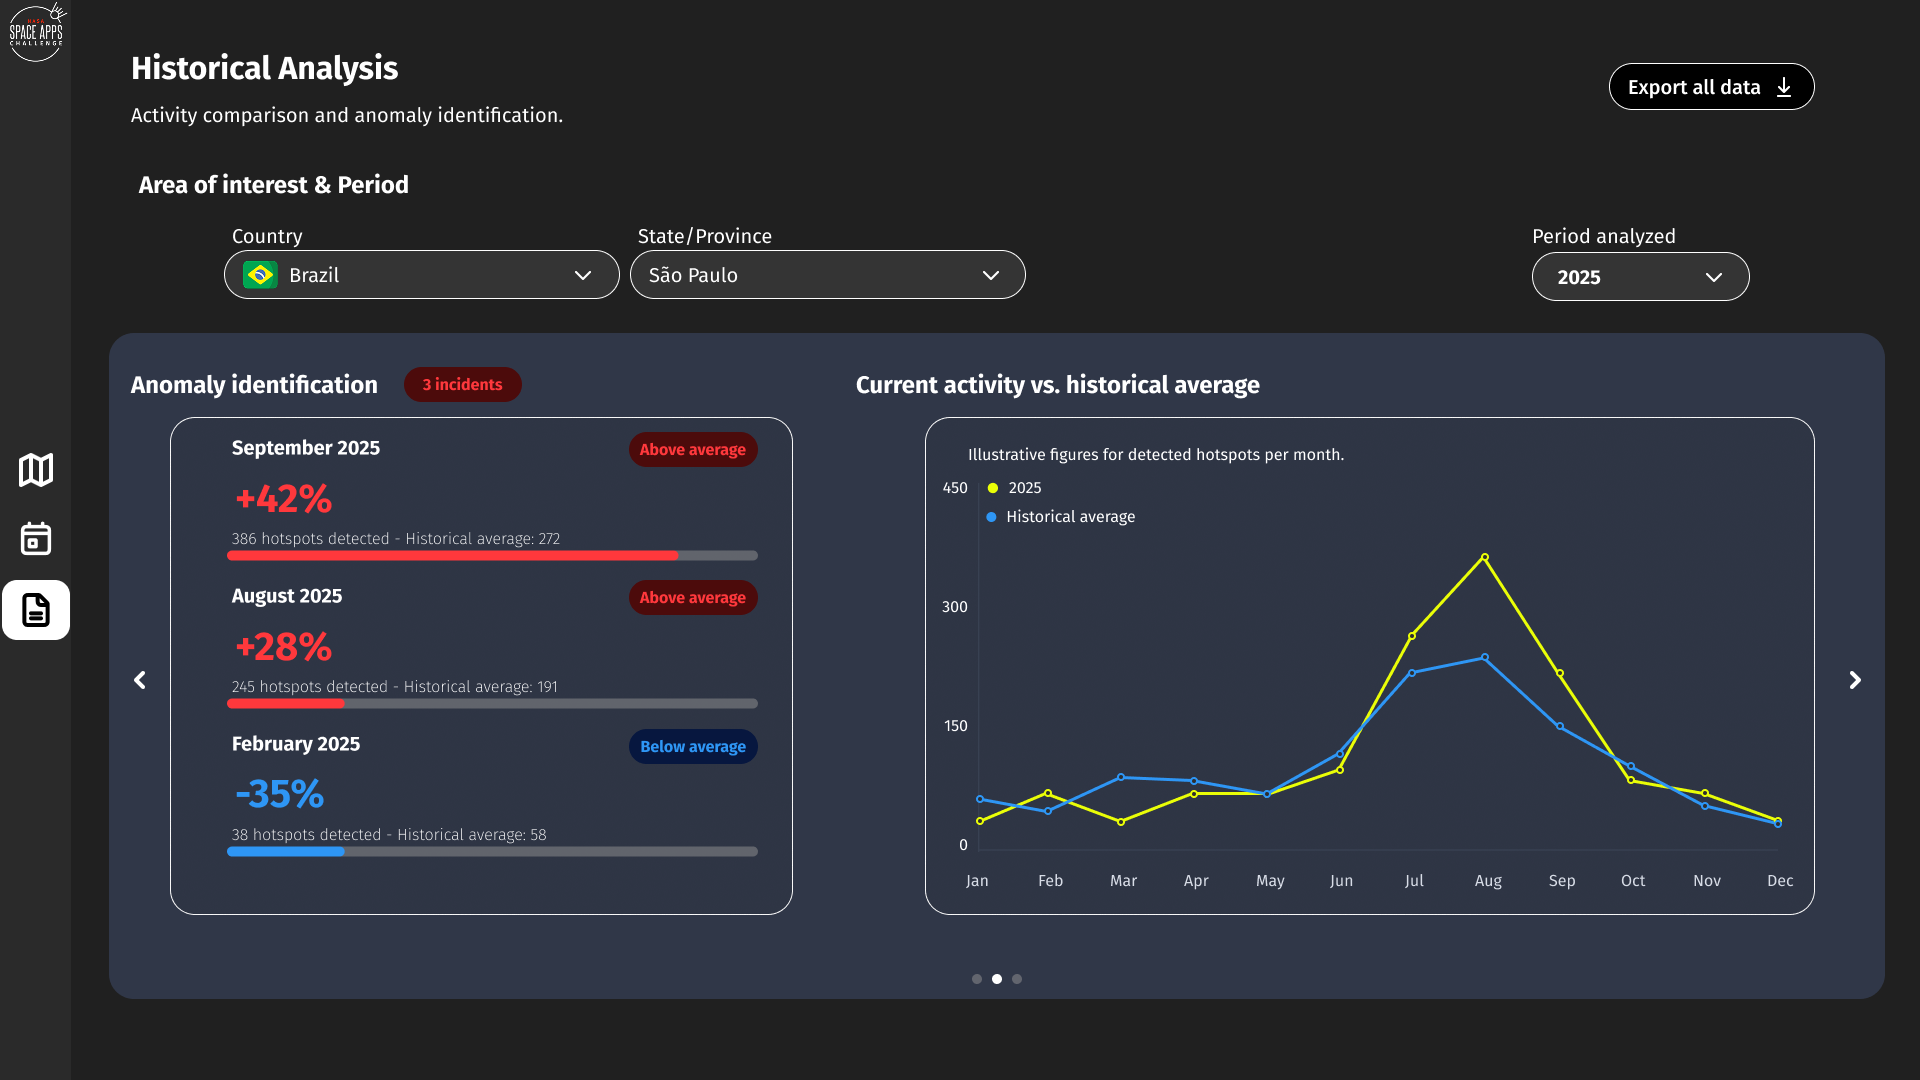 NASA
SPACE APPS
CHALLENGE
Historical Analysis
Activity comparison and anomaly identification.
Export all data
Area of interest & Period
Country
State/Province
Period analyzed
Brazil
São Paulo
2025
Anomaly identification
3 incidents
September 2025
Above average
+42%
386 hotspots detected - Historical average: 272
August 2025
Above average
+28%
245 hotspots detected - Historical average: 191
February 2025
Below average
-35%
38 hotspots detected - Historical average: 58
Current activity vs. historical average
Illustrative figures for detected hotspots per month.
2025
Historical average
450
300
150
0
Jan Feb Mar Apr May Jun Jul Aug Sep Oct Nov Dec